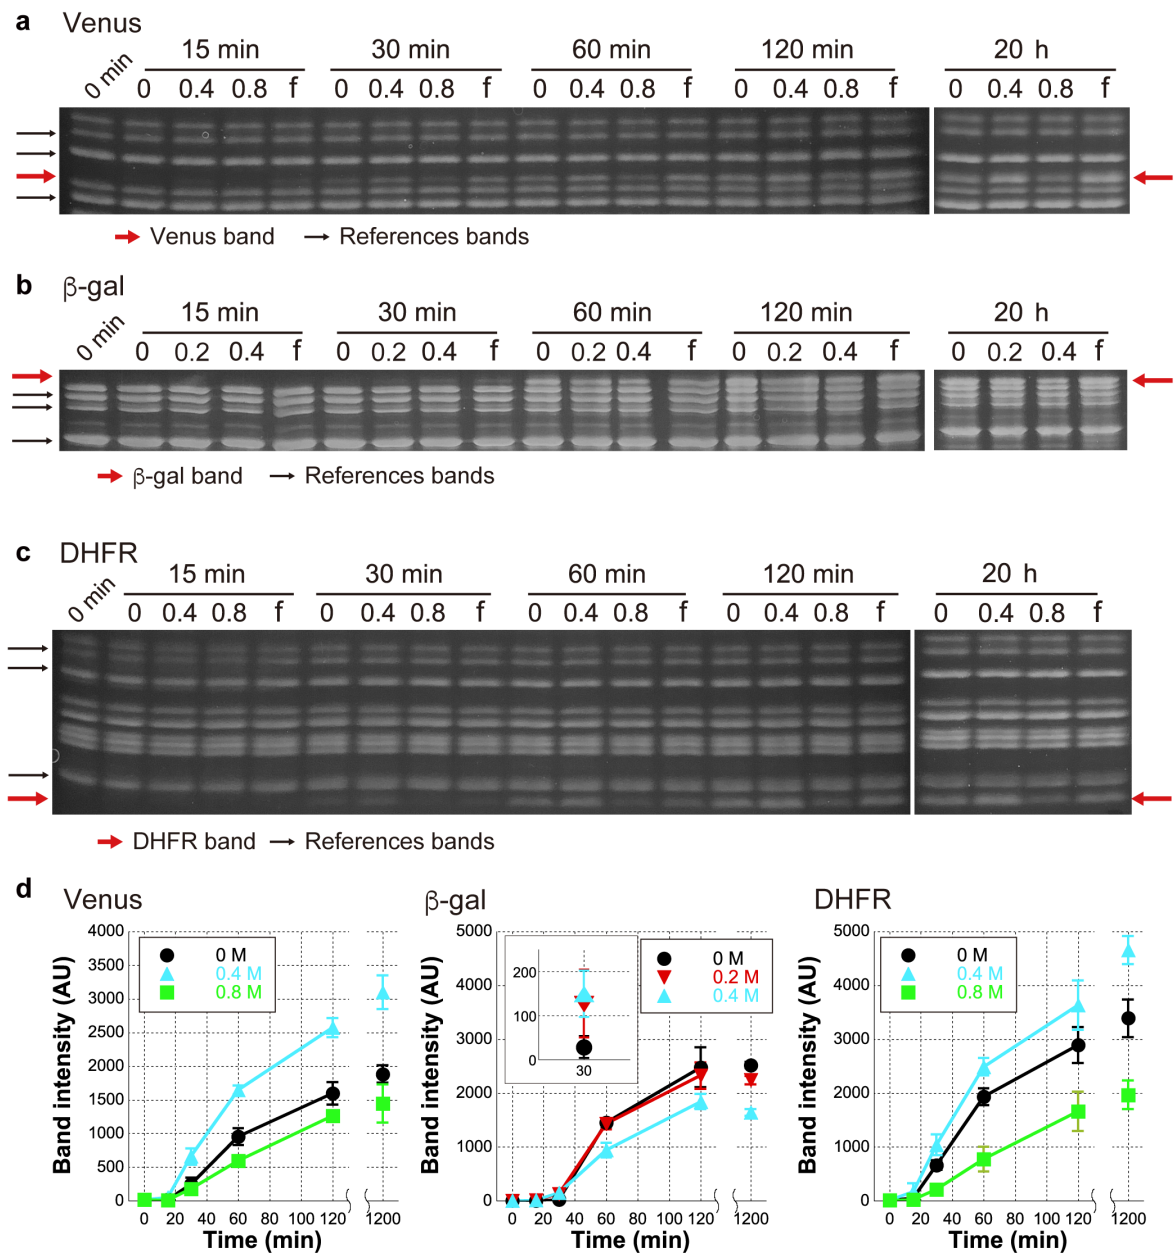 a Venus
0 min 15 min 30 min 60 min 120 min 20 h
0 0.4 0.8 f 0 0.4 0.8 f 0 0.4 0.8 f 0 0.4 0.8 f 0 0.4 0.8 f
Venus band References bands
b β-gal
0 min 15 min 30 min 60 min 120 min 20 h
0 0.2 0.4 f 0 0.2 0.4 f 0 0.2 0.4 f 0 0.2 0.4 f 0 0.2 0.4 f
β-gal band References bands
c DHFR
0 min 15 min 30 min 60 min 120 min 20 h
0 0.4 0.8 f 0 0.4 0.8 f 0 0.4 0.8 f 0 0.4 0.8 f 0 0.4 0.8 f
DHFR band References bands
d Venus
Band intensity (AU)
4000
3500
3000
2500
2000
1500
1000
500
0
0 M
0.4 M
0.8 M
0 20 40 60 80 100 120 1200
Time (min)
β-gal
Band intensity (AU)
5000
4000
3000
2000
1000
0
200
100
0
30
0 M
0.2 M
0.4 M
0 20 40 60 80 100 120 1200
Time (min)
DHFR
Band intensity (AU)
5000
4000
3000
2000
1000
0
0 M
0.4 M
0.8 M
0 20 40 60 80 100 120 1200
Time (min)